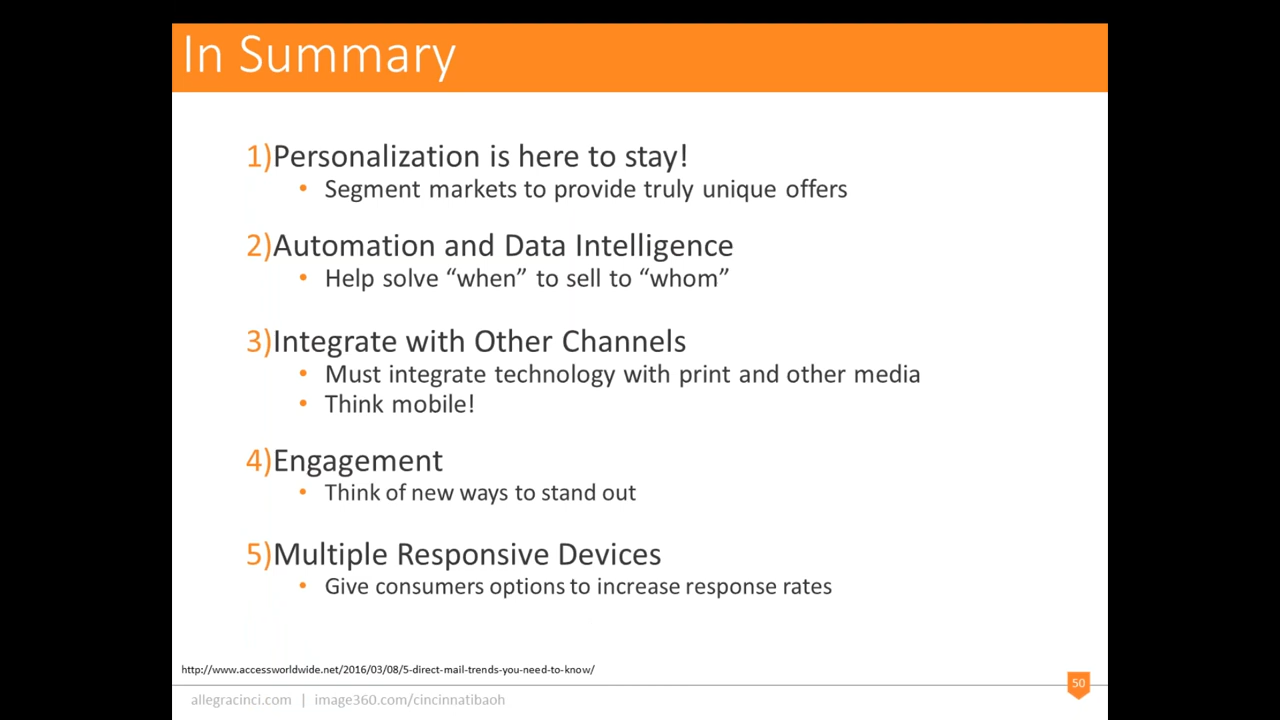 In Summary
1)Personalization is here to stay!
• Segment markets to provide truly unique offers
2)Automation and Data Intelligence
• Help solve “when” to sell to “whom”
3)Integrate with Other Channels
• Must integrate technology with print and other media
• Think mobile!
4)Engagement
• Think of new ways to stand out
5)Multiple Responsive Devices
• Give consumers options to increase response rates
http://www.accessworldwide.net/2016/03/08/5-direct-mail-trends-you-need-to-know/
allegracinci.com | image360.com/cincinnatibaoh
50